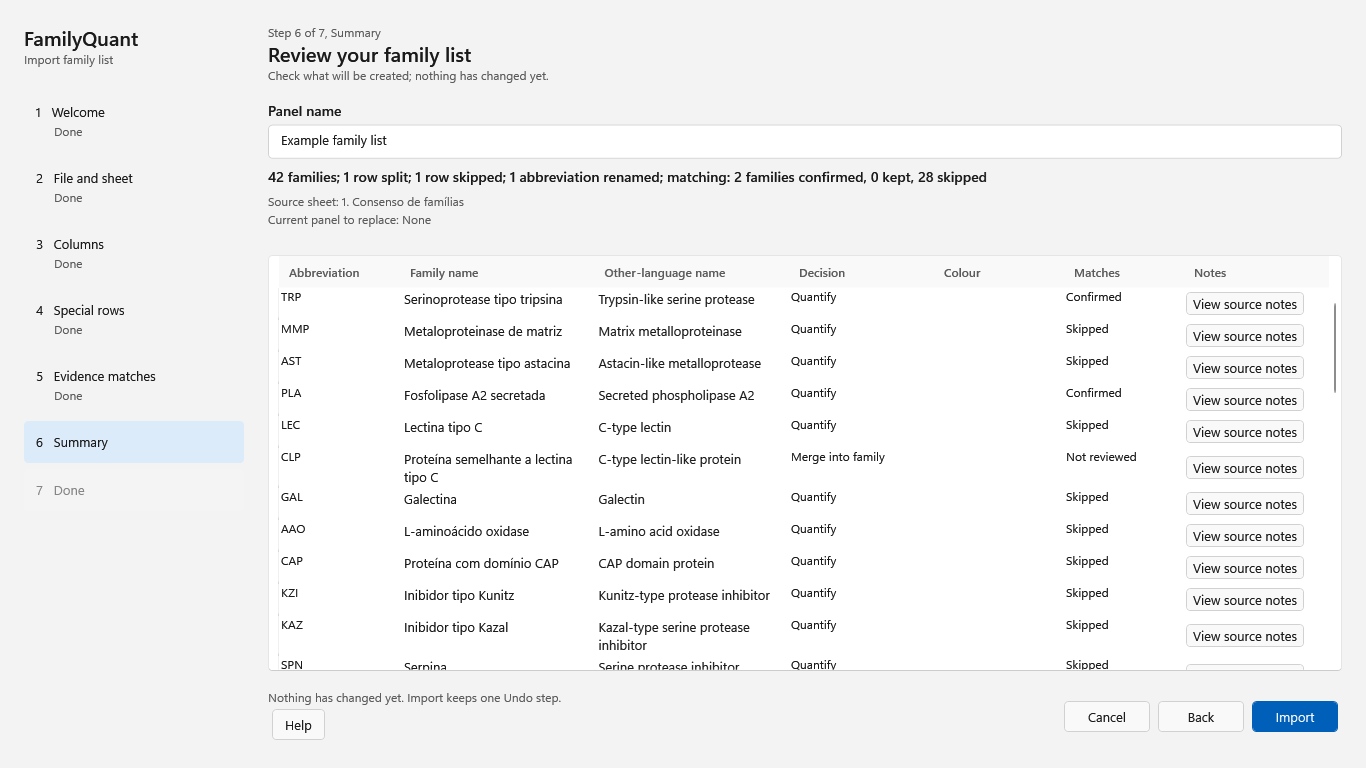 FamilyQuant
Import family list
1 Welcome
Done
2 File and sheet
Done
3 Columns
Done
4 Special rows
Done
5 Evidence matches
Done
6 Summary
7 Done
Step 6 of 7, Summary
Review your family list
Check what will be created; nothing has changed yet.
Panel name
Example family list
42 families; 1 row split; 1 row skipped; 1 abbreviation renamed; matching: 2 families confirmed, 0 kept, 28 skipped
Source sheet: 1. Consenso de famílias
Current panel to replace: None
Abbreviation Family name Other-language name Decision Colour Matches Notes
TRP Serinoprotease tipo tripsina Trypsin-like serine protease Quantify Confirmed View source notes
MMP Metaloproteinase de matriz Matrix metalloproteinase Quantify Skipped View source notes
AST Metaloprotease tipo astacina Astacin-like metalloprotease Quantify Skipped View source notes
PLA Fosfolipase A2 secretada Secreted phospholipase A2 Quantify Confirmed View source notes
LEC Lectina tipo C C-type lectin Quantify Skipped View source notes
CLP Proteína semelhante a lectina C-type lectin-like protein Merge into family Not reviewed View source notes
tipo C
GAL Galectina Galectin Quantify Skipped View source notes
AAO L-aminoácido oxidase L-amino acid oxidase Quantify Skipped View source notes
CAP Proteína com domínio CAP CAP domain protein Quantify Skipped View source notes
KZI Inibidor tipo Kunitz Kunitz-type protease inhibitor Quantify Skipped View source notes
KAZ Inibidor tipo Kazal Kazal-type serine protease Quantify Skipped View source notes
inhibitor
SPN Serpina Serine protease inhibitor Quantify Skipped
Nothing has changed yet. Import keeps one Undo step.
Help
Cancel Back Import